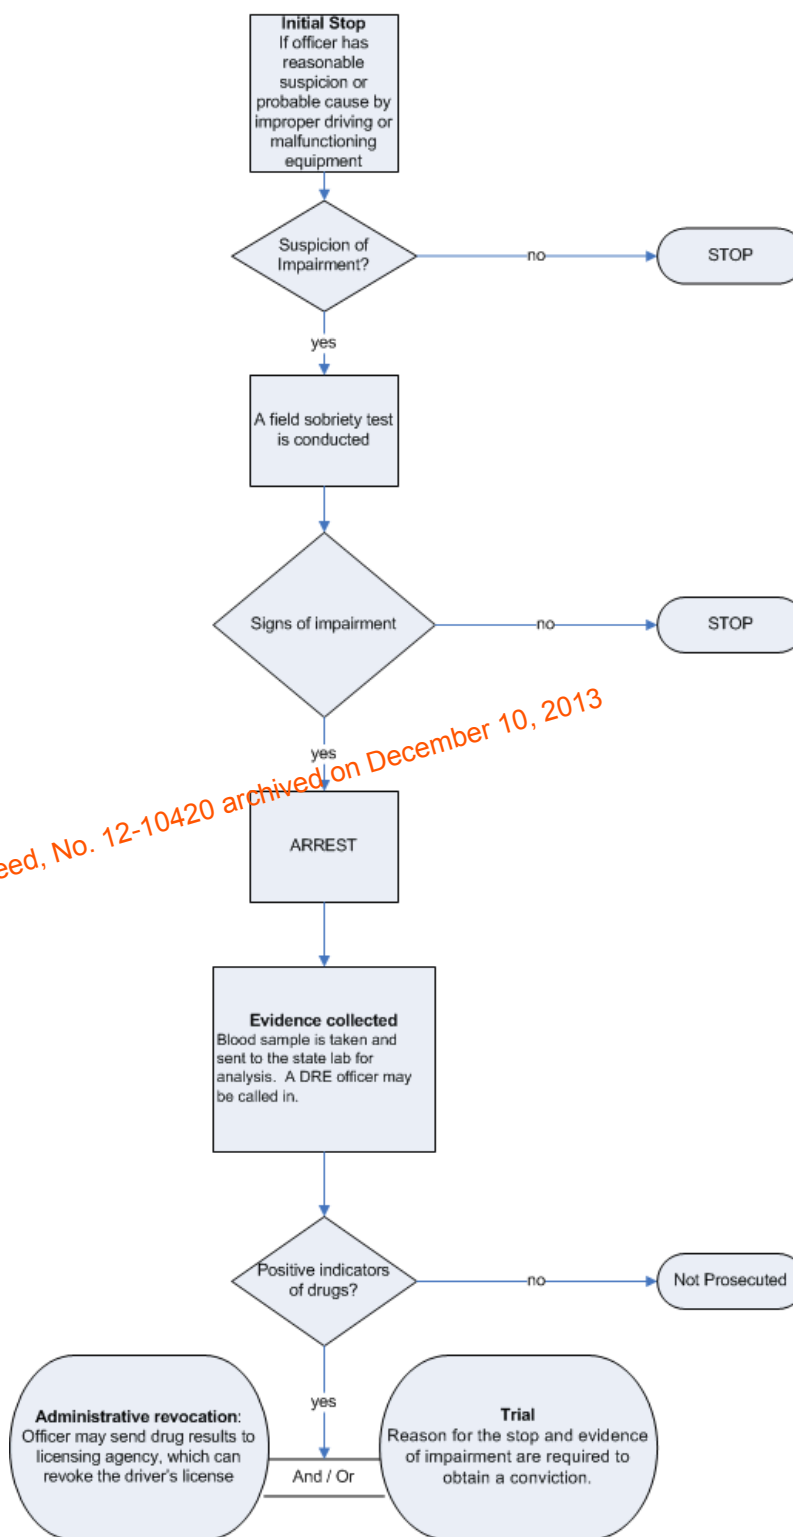 Initial Stop
If officer has
reasonable
suspicion or
probable cause by
improper driving or
malfunctioning
equipment
Suspicion of
Impairment?
no
STOP
yes
A field sobriety test
is conducted
Signs of impairment
no
STOP
yes
eed, No. 12-10420 archived on December 10, 2013
ARREST
Evidence collected
Blood sample is taken and
sent to the state lab for
analysis. A DRE officer may
be called in.
Positive indicators
of drugs?
no
Not Prosecuted
yes
Administrative revocation:
Officer may send drug results to
licensing agency, which can
revoke the driver's license
And / Or
Trial
Reason for the stop and evidence
of impairment are required to
obtain a conviction.